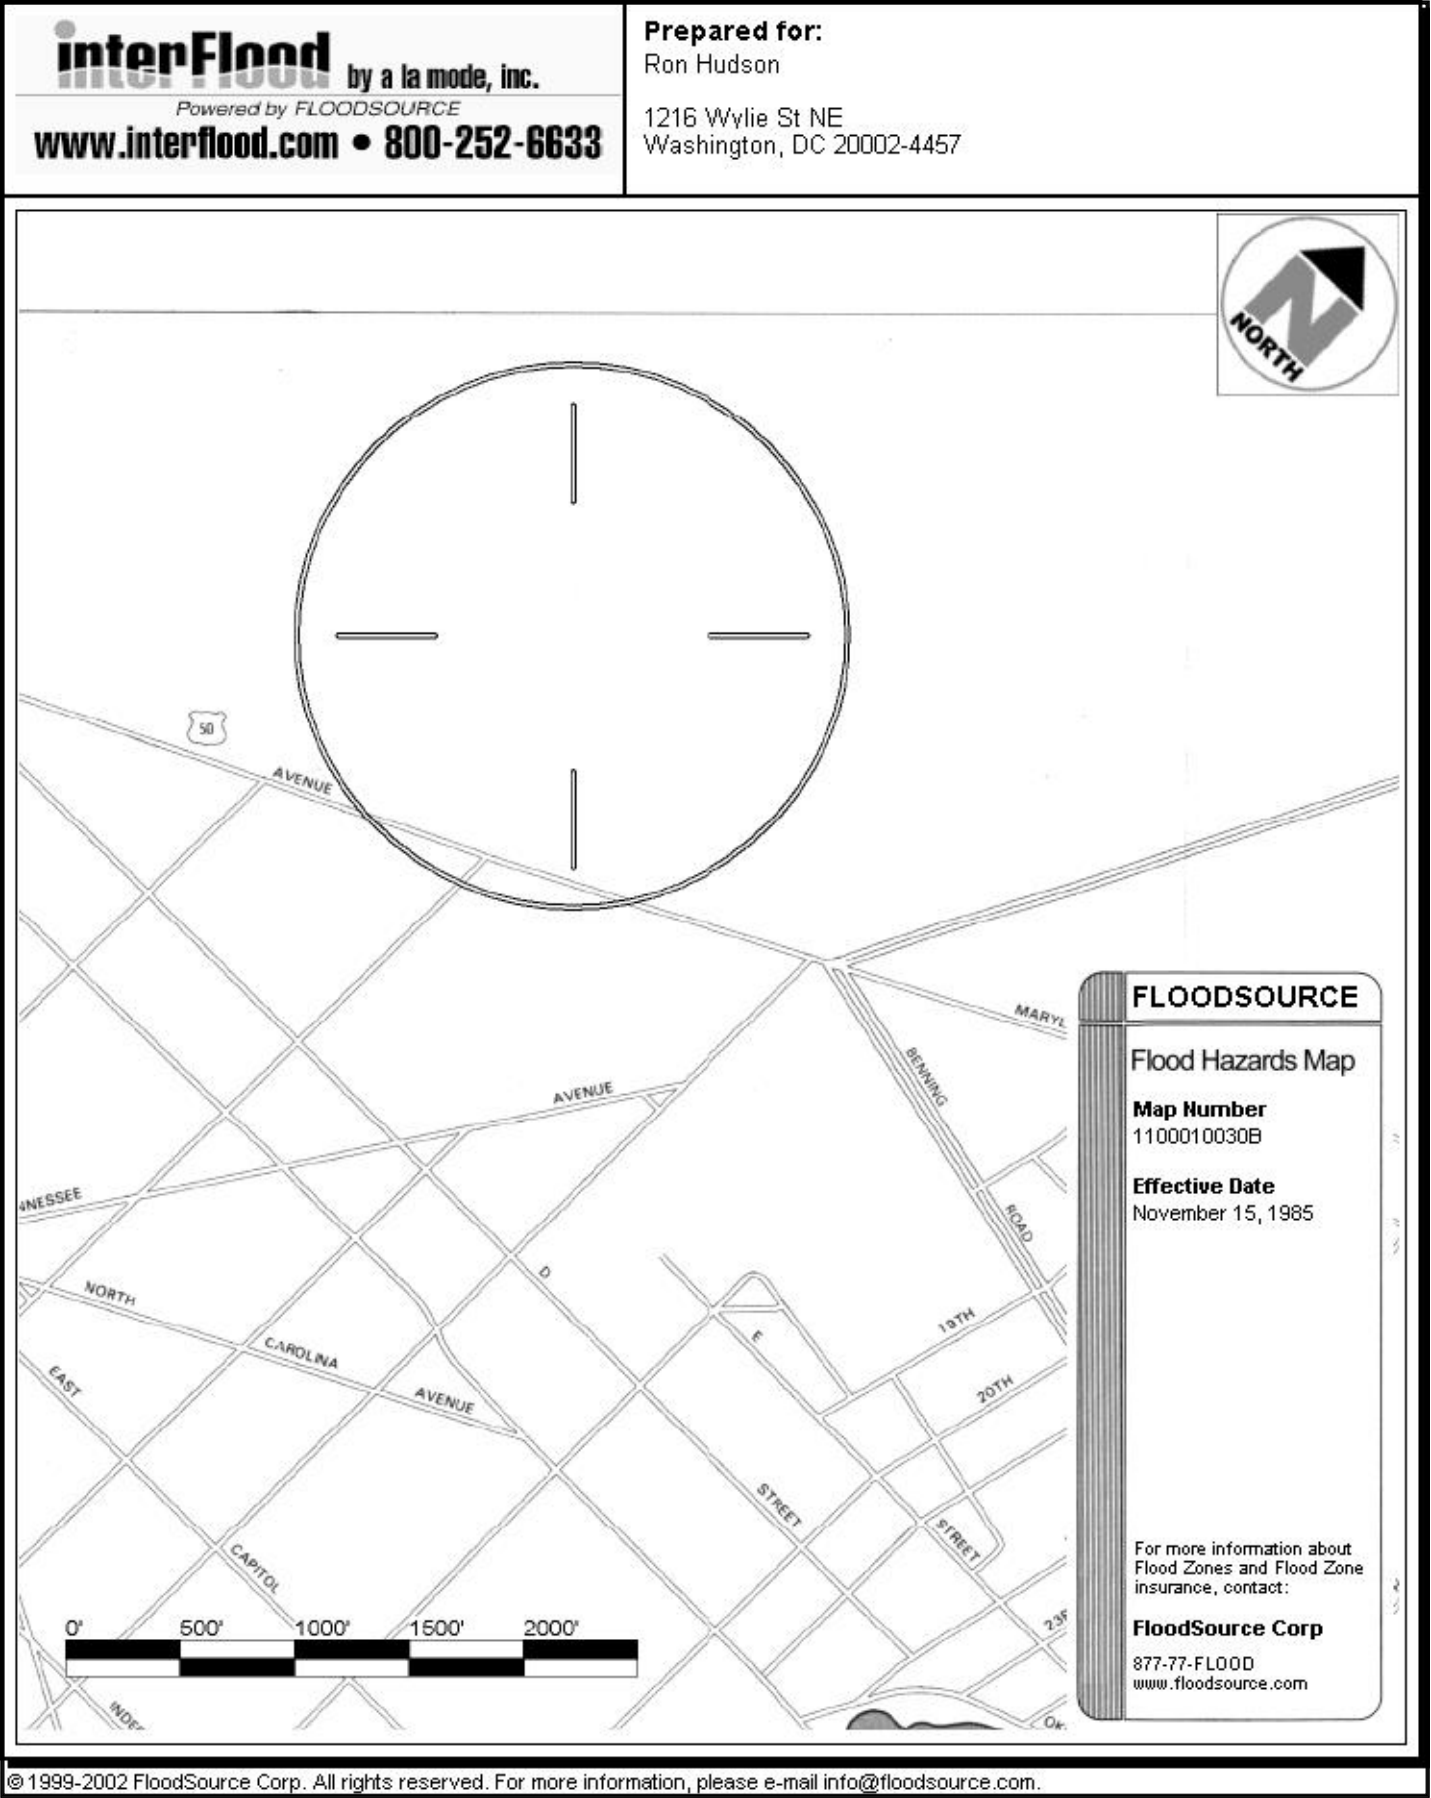 interFlood by a la mode, inc.
Powered by FLOODSOURCE
www.interflood.com • 800-252-6633
Prepared for:
Ron Hudson
1216 Wylie St NE
Washington, DC 20002-4457
NORTH
50
AVENUE
MARYL
BENNING
ROAD
AVENUE
NNESSEE
NORTH
CAROLINA
AVENUE
EAST
CAPITOL
D
STREET
E
STREET
19TH
20TH
23R
INDE
OK
0' 500' 1000' 1500' 2000'
FLOODSOURCE
Flood Hazards Map
Map Number
1100010030B
Effective Date
November 15, 1985
For more information about
Flood Zones and Flood Zone
insurance, contact:
FloodSource Corp
877-77-FLOOD
www.floodsource.com
© 1999-2002 FloodSource Corp. All rights reserved. For more information, please e-mail info@floodsource.com.